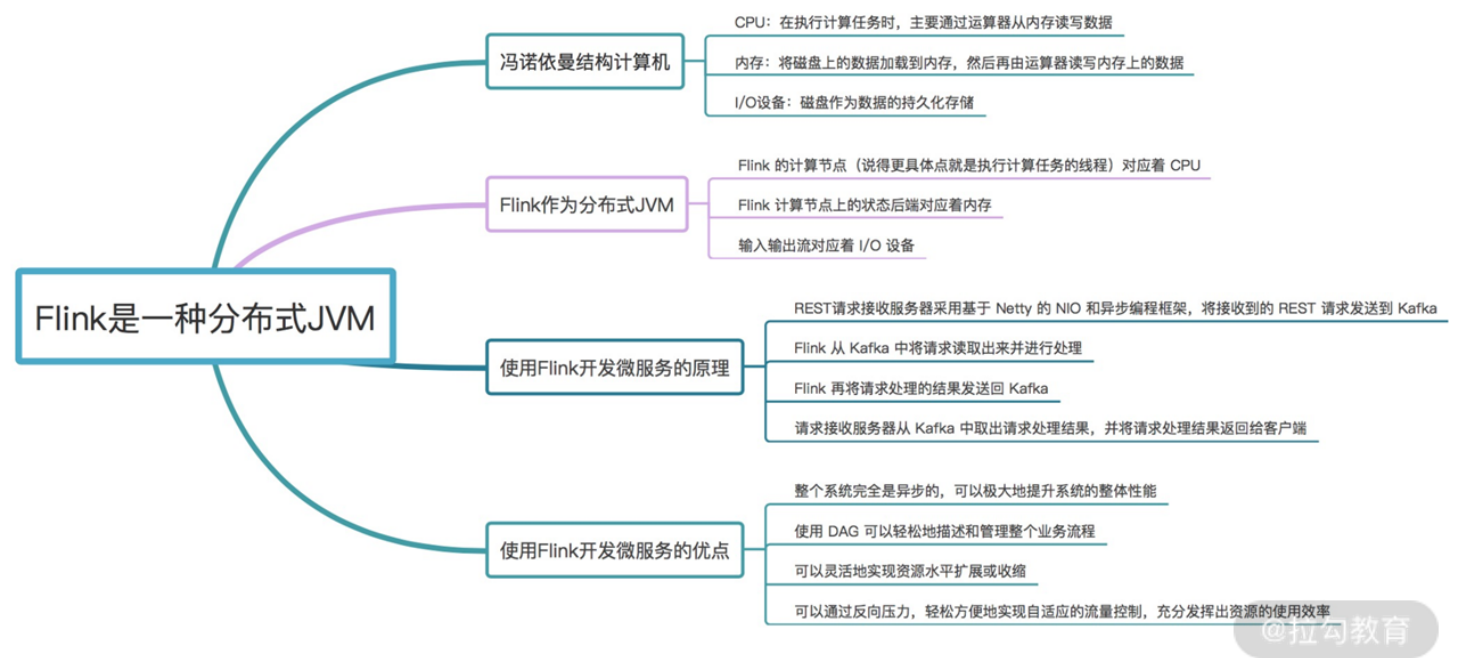 Flink是一种分布式JVM
冯诺依曼结构计算机
CPU：在执行计算任务时，主要通过运算器从内存读写数据
内存：将磁盘上的数据加载到内存，然后再由运算器读写内存上的数据
I/O设备：磁盘作为数据的持久化存储
Flink作为分布式JVM
Flink 的计算节点（说得更具体点就是执行计算任务的线程）对应着 CPU
Flink 计算节点上的状态后端对应着内存
输入输出流对应着 I/O 设备
使用Flink开发微服务的原理
REST请求接收服务器采用基于 Netty 的 NIO 和异步编程框架，将接收到的 REST 请求发送到 Kafka
Flink 从 Kafka 中将请求读取出来并进行处理
Flink 再将请求处理的结果发送回 Kafka
请求接收服务器从 Kafka 中取出请求处理结果，并将请求处理结果返回给客户端
使用Flink开发微服务的优点
整个系统完全是异步的，可以极大地提升系统的整体性能
使用 DAG 可以轻松地描述和管理整个业务流程
可以灵活地实现资源水平扩展或收缩
可以通过反向压力，轻松方便地实现自适应的流量控制，充分发挥出资源的使用效率
@拉勾教育